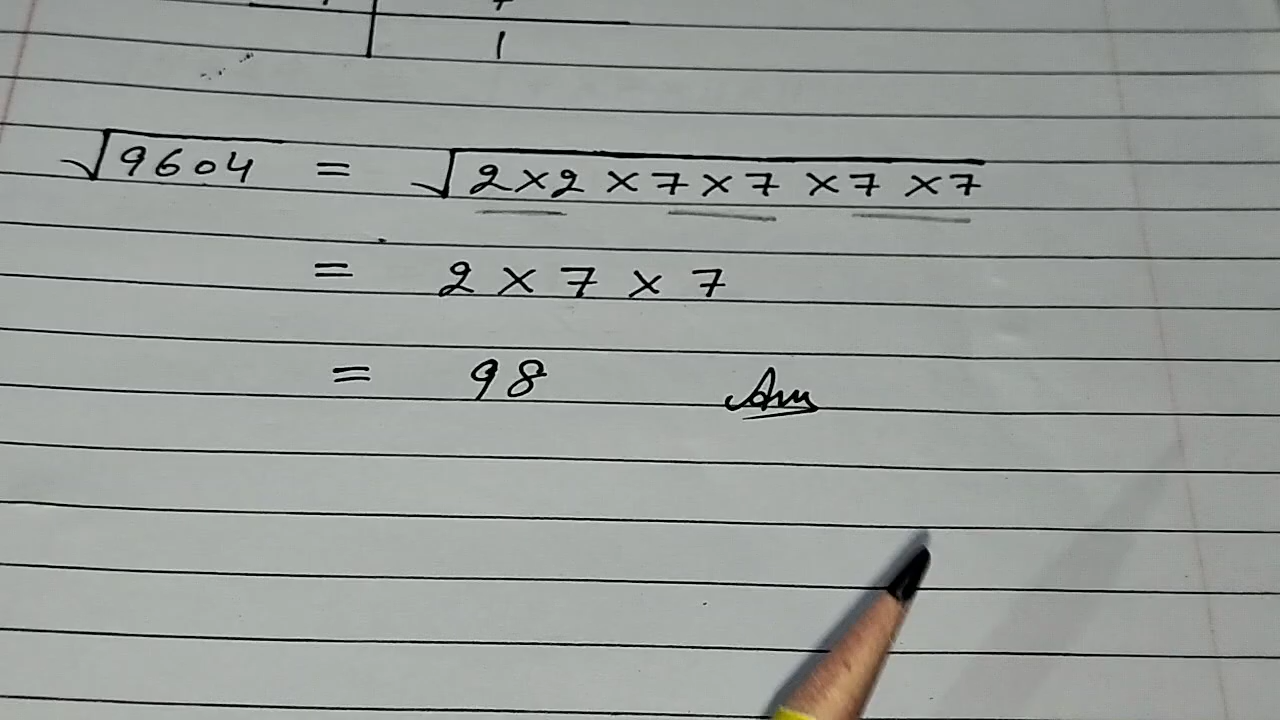 1
√9604 = √2×2×7×7×7×7
= 2×7×7
= 98 Ans